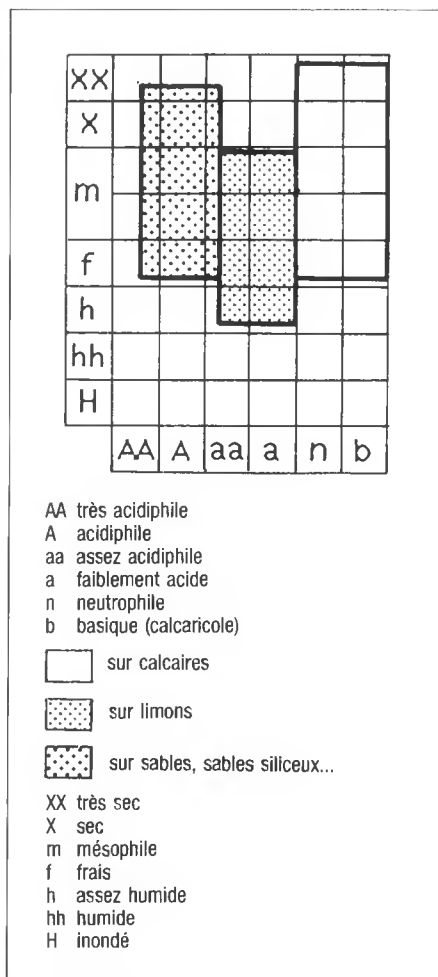 XX
X
m
f
h
hh
H
AA A aa a n b
AA très acidiphile
A acidiphile
aa assez acidiphile
a faiblement acide
n neutrophile
b basique (calcaricole)
sur calcaires
sur limons
sur sables, sables siliceux...
XX très sec
X sec
m mésophile
f frais
h assez humide
hh humide
H inondé